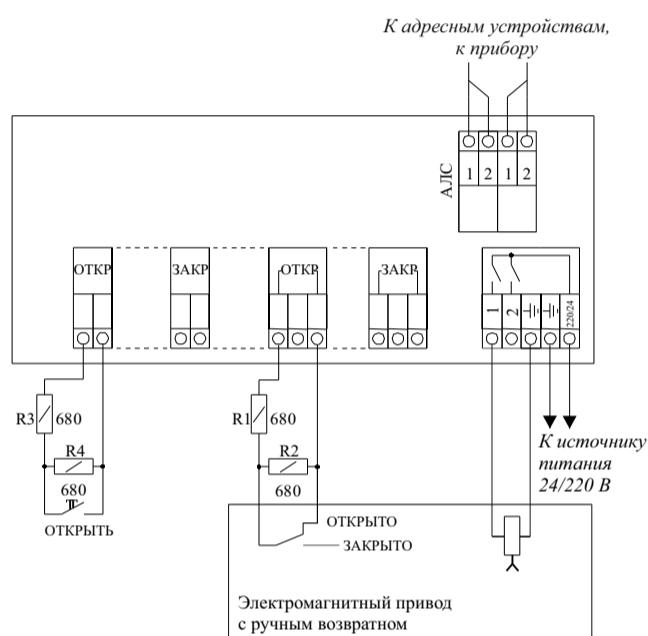 К адресным устройствам,
к прибору
АЛС
1 2 1 2
ОТКР
ЗАКР
ОТКР
ЗАКР
1 2 220/24
R3 680
R4
680
ОТКРЫТЬ
R1 680
R2
680
К источнику
питания
24/220 В
ОТКРЫТО
ЗАКРЫТО
Электромагнитный привод
с ручным возвратном